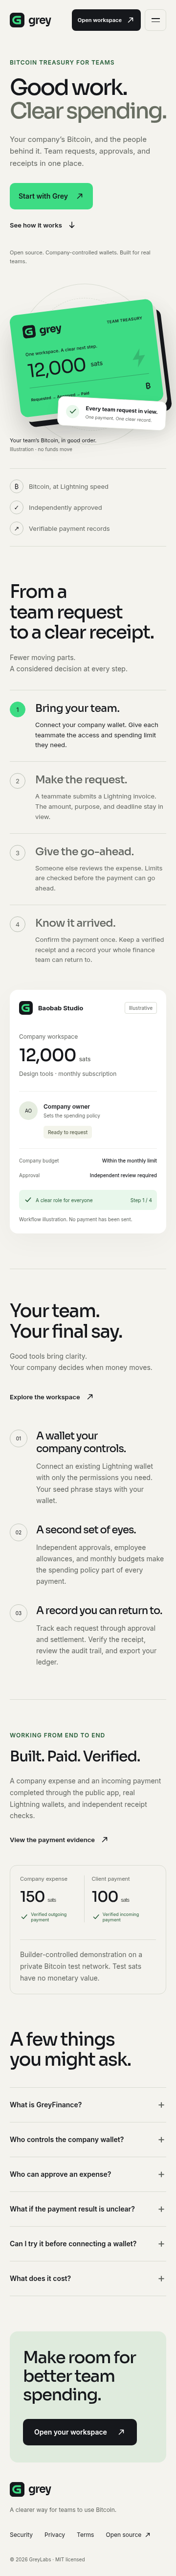 grey
Open workspace
BITCOIN TREASURY FOR TEAMS
Good work.
Clear spending.
Your company's Bitcoin, and the people
behind it. Team requests, approvals, and
receipts in one place.
Start with Grey
See how it works
Open source. Company-controlled wallets. Built for real
teams.
grey
TEAM TREASURY
One workspace. A clear next step.
12,000 sats
Every team request in view.
One payment. One clear record.
Your team's Bitcoin, in good order.
Illustration · no funds move
Bitcoin, at Lightning speed
Independently approved
Verifiable payment records
From a
team request
to a clear receipt.
Fewer moving parts.
A considered decision at every step.
1
Bring your team.
Connect your company wallet. Give each
teammate the access and spending limit
they need.
2
Make the request.
A teammate submits a Lightning invoice.
The amount, purpose, and deadline stay in
view.
3
Give the go-ahead.
Someone else reviews the expense. Limits
are checked before the payment can go
ahead.
4
Know it arrived.
Confirm the payment once. Keep a verified
receipt and a record your whole finance
team can return to.
Baobab Studio
Illustrative
Company workspace
12,000 sats
Design tools · monthly subscription
AO
Company owner
Sets the spending policy
Ready to request
Company budget
Within the monthly limit
Approval
Independent review required
A clear role for everyone
Step 1 / 4
Workflow illustration. No payment has been sent.
Your team.
Your final say.
Good tools bring clarity.
Your company decides when money moves.
Explore the workspace
01
A wallet your
company controls.
Connect an existing Lightning wallet
with only the permissions you need.
Your seed phrase stays with your
wallet.
02
A second set of eyes.
Independent approvals, employee
allowances, and monthly budgets make
the spending policy part of every
payment.
03
A record you can return to.
Track each request through approval
and settlement. Verify the receipt,
review the audit trail, and export your
ledger.
WORKING FROM END TO END
Built. Paid. Verified.
A company expense and an incoming payment
completed through the public app, real
Lightning wallets, and independent receipt
checks.
View the payment evidence
Company expense
150 sats
Verified outgoing
payment
Client payment
100 sats
Verified incoming
payment
Builder-controlled demonstration on a
private Bitcoin test network. Test sats
have no monetary value.
A few things
you might ask.
What is GreyFinance?
Who controls the company wallet?
Who can approve an expense?
What if the payment result is unclear?
Can I try it before connecting a wallet?
What does it cost?
Make room for
better team
spending.
Open your workspace
grey
A clearer way for teams to use Bitcoin.
Security
Privacy
Terms
Open source
© 2026 GreyLabs · MIT licensed